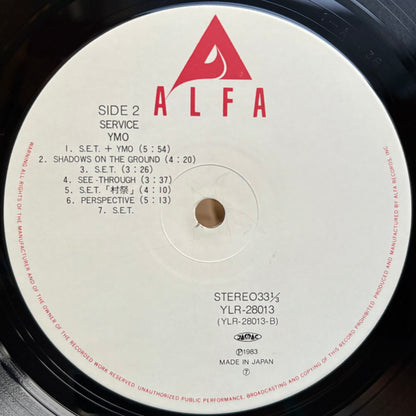 ALFA
SIDE 2
SERVICE
YMO
1. S.E.T. + YMO (5:54)
2. SHADOWS ON THE GROUND (4:20)
3. S.E.T. (3:26)
4. SEE-THROUGH (3:37)
5. S.E.T.「村祭」(4:10)
6. PERSPECTIVE (5:13)
7. S.E.T.
STEREO 33⅓
YLR-28013
(YLR-28013-B)
Ⓟ1983
MADE IN JAPAN
⑦
WARNING: ALL RIGHTS OF THE MANUFACTURER AND OF THE OWNER OF THE RECORDED WORK RESERVED. UNAUTHORIZED PUBLIC PERFORMANCE, BROADCASTING AND COPYING OF THIS RECORD PROHIBITED. PRODUCED AND MANUFACTURED BY ALFA RECORDS, INC.